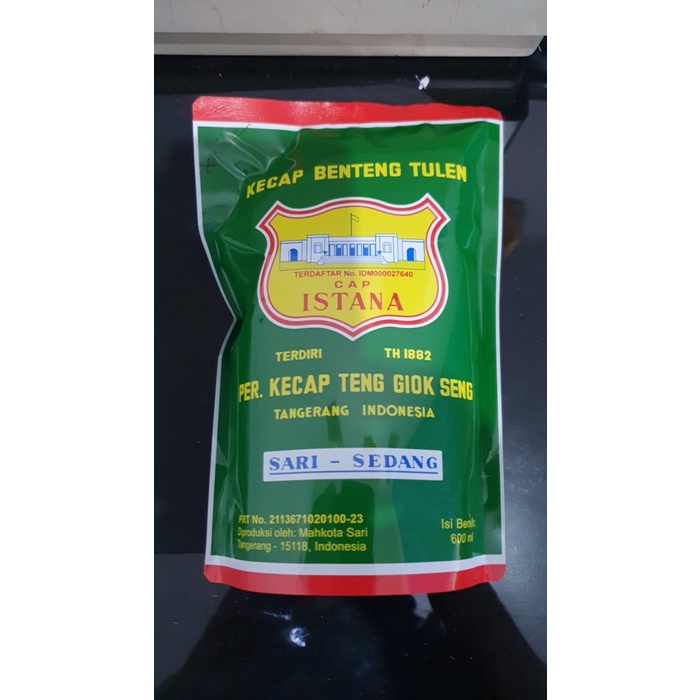 KECAP BENTENG TULEN
TERDAFTAR No. IDM000027640
CAP
ISTANA
TERDIRI TH 1882
PER. KECAP TENG GIOK SENG
TANGERANG INDONESIA
SARI - SEDANG
PRT No. 2113671020100-23
Diproduksi oleh: Mahkota Sari
Tangerang - 15118, Indonesia
Isi Bersih:
600 ml